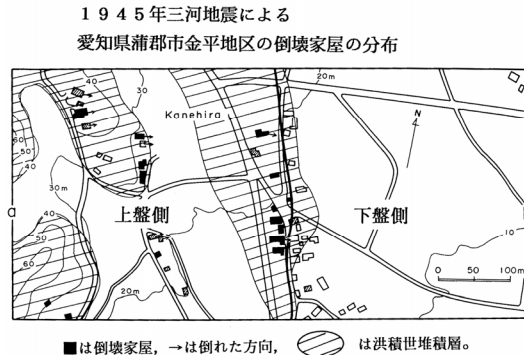 1945年三河地震による
愛知県蒲郡市金平地区の倒壊家屋の分布
40
30
20m
Kanehira
N
60
50
40
30m
a
上盤側
下盤側
40
50
60
10
20m
0 50 100m
■は倒壊家屋，→は倒れた方向， は洪積世堆積層。